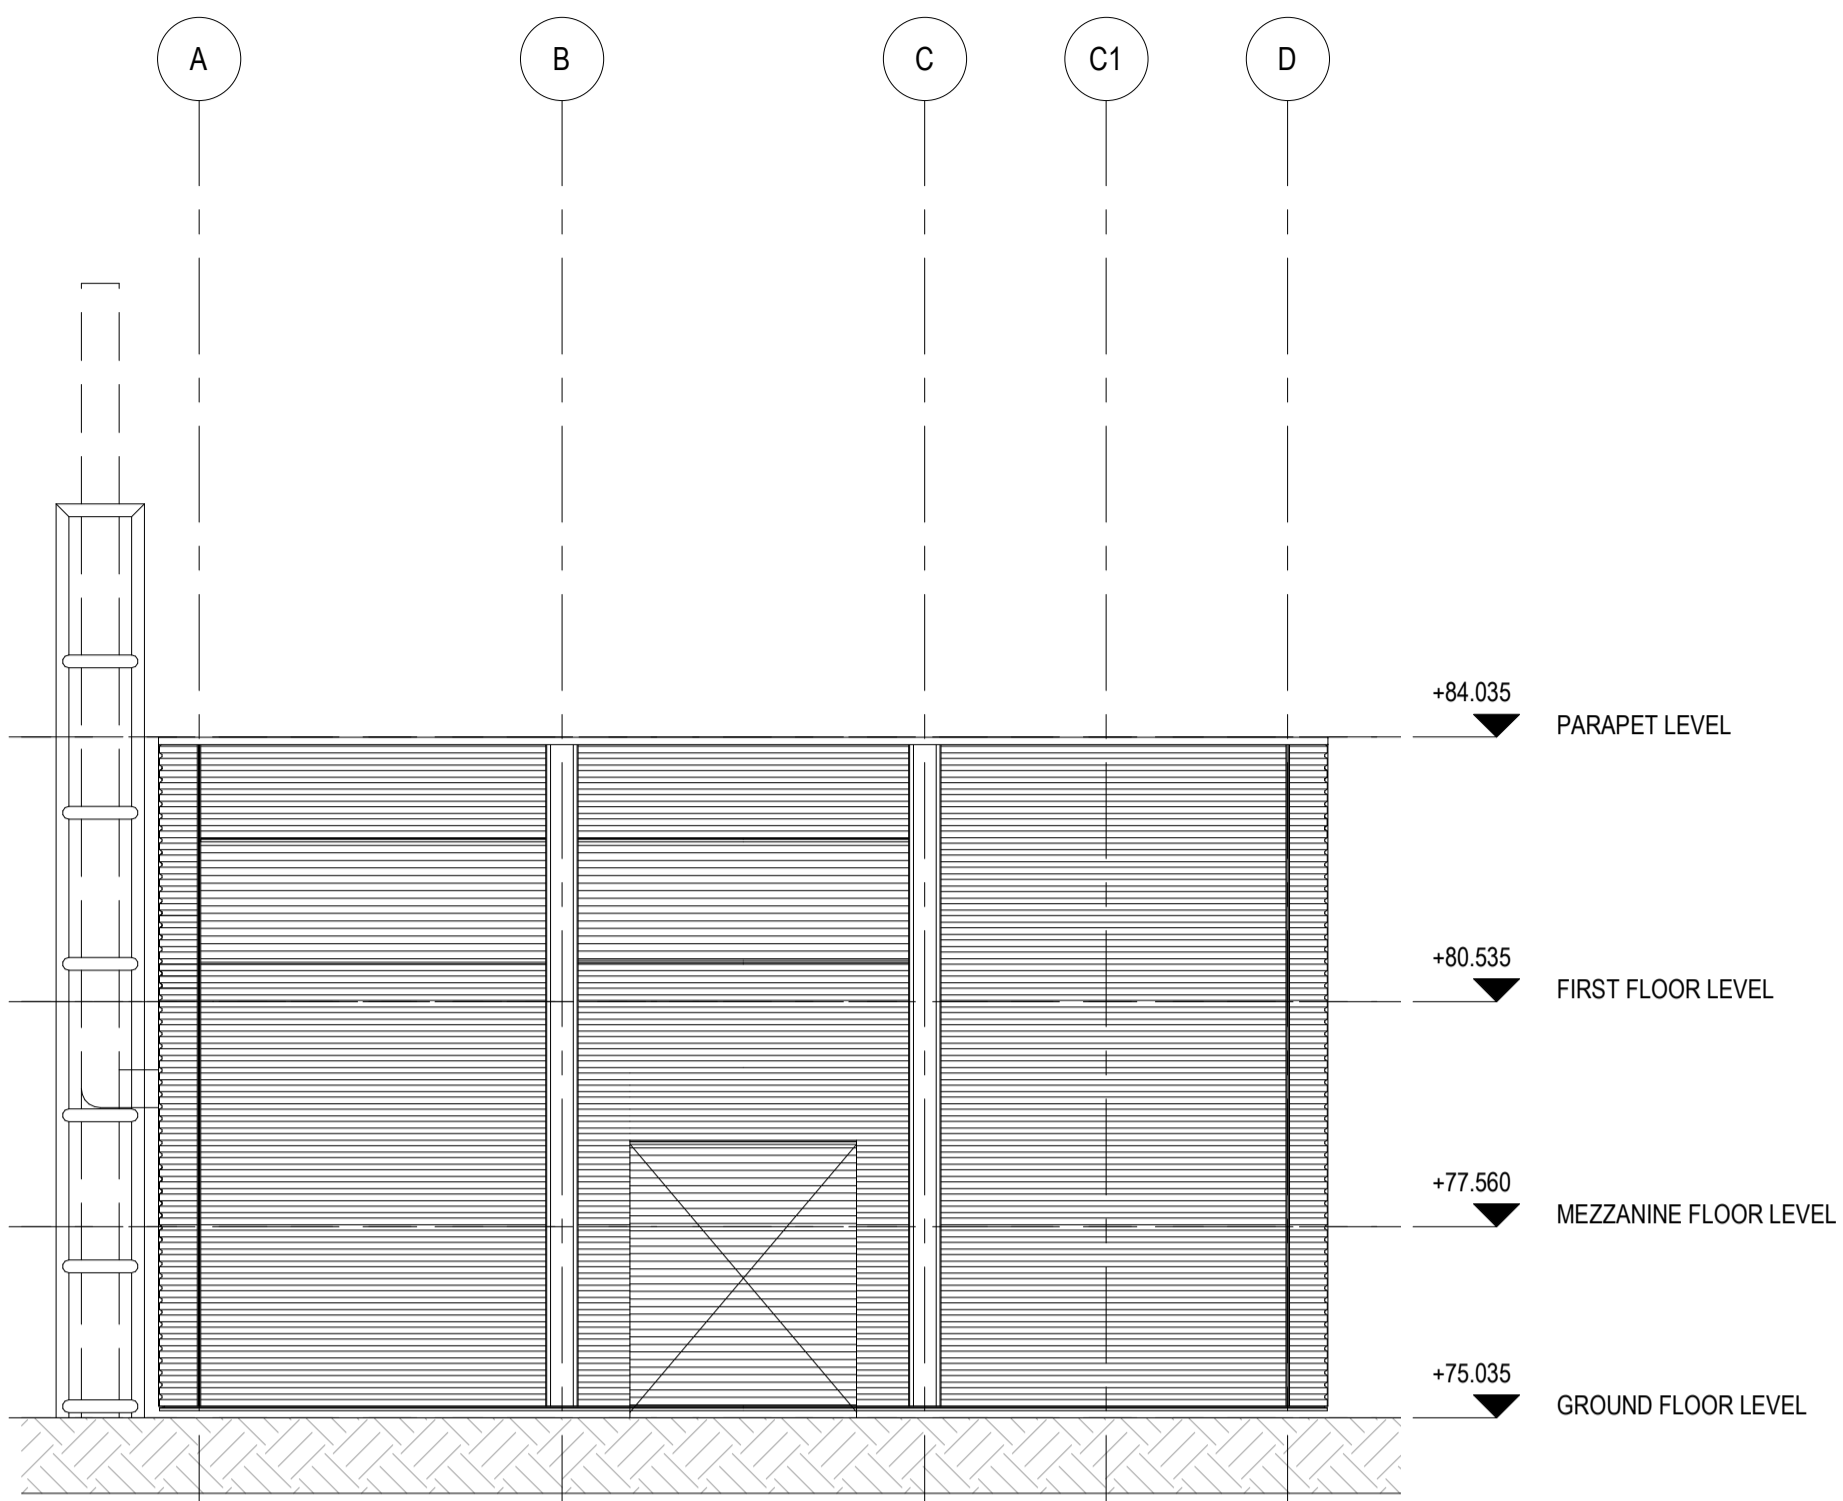 A
B
C
C1
D
+84.035
PARAPET LEVEL
+80.535
FIRST FLOOR LEVEL
+77.560
MEZZANINE FLOOR LEVEL
+75.035
GROUND FLOOR LEVEL